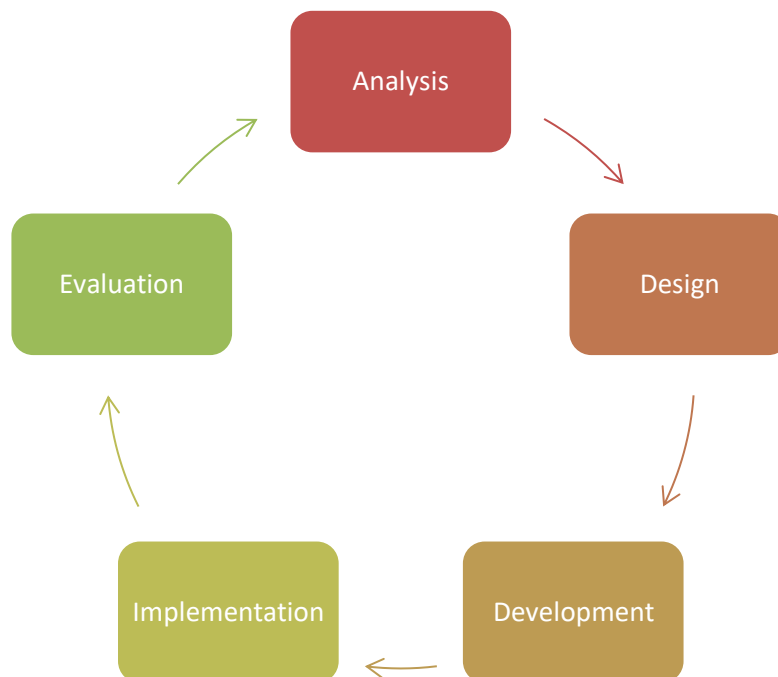 Analysis
Design
Development
Implementation
Evaluation